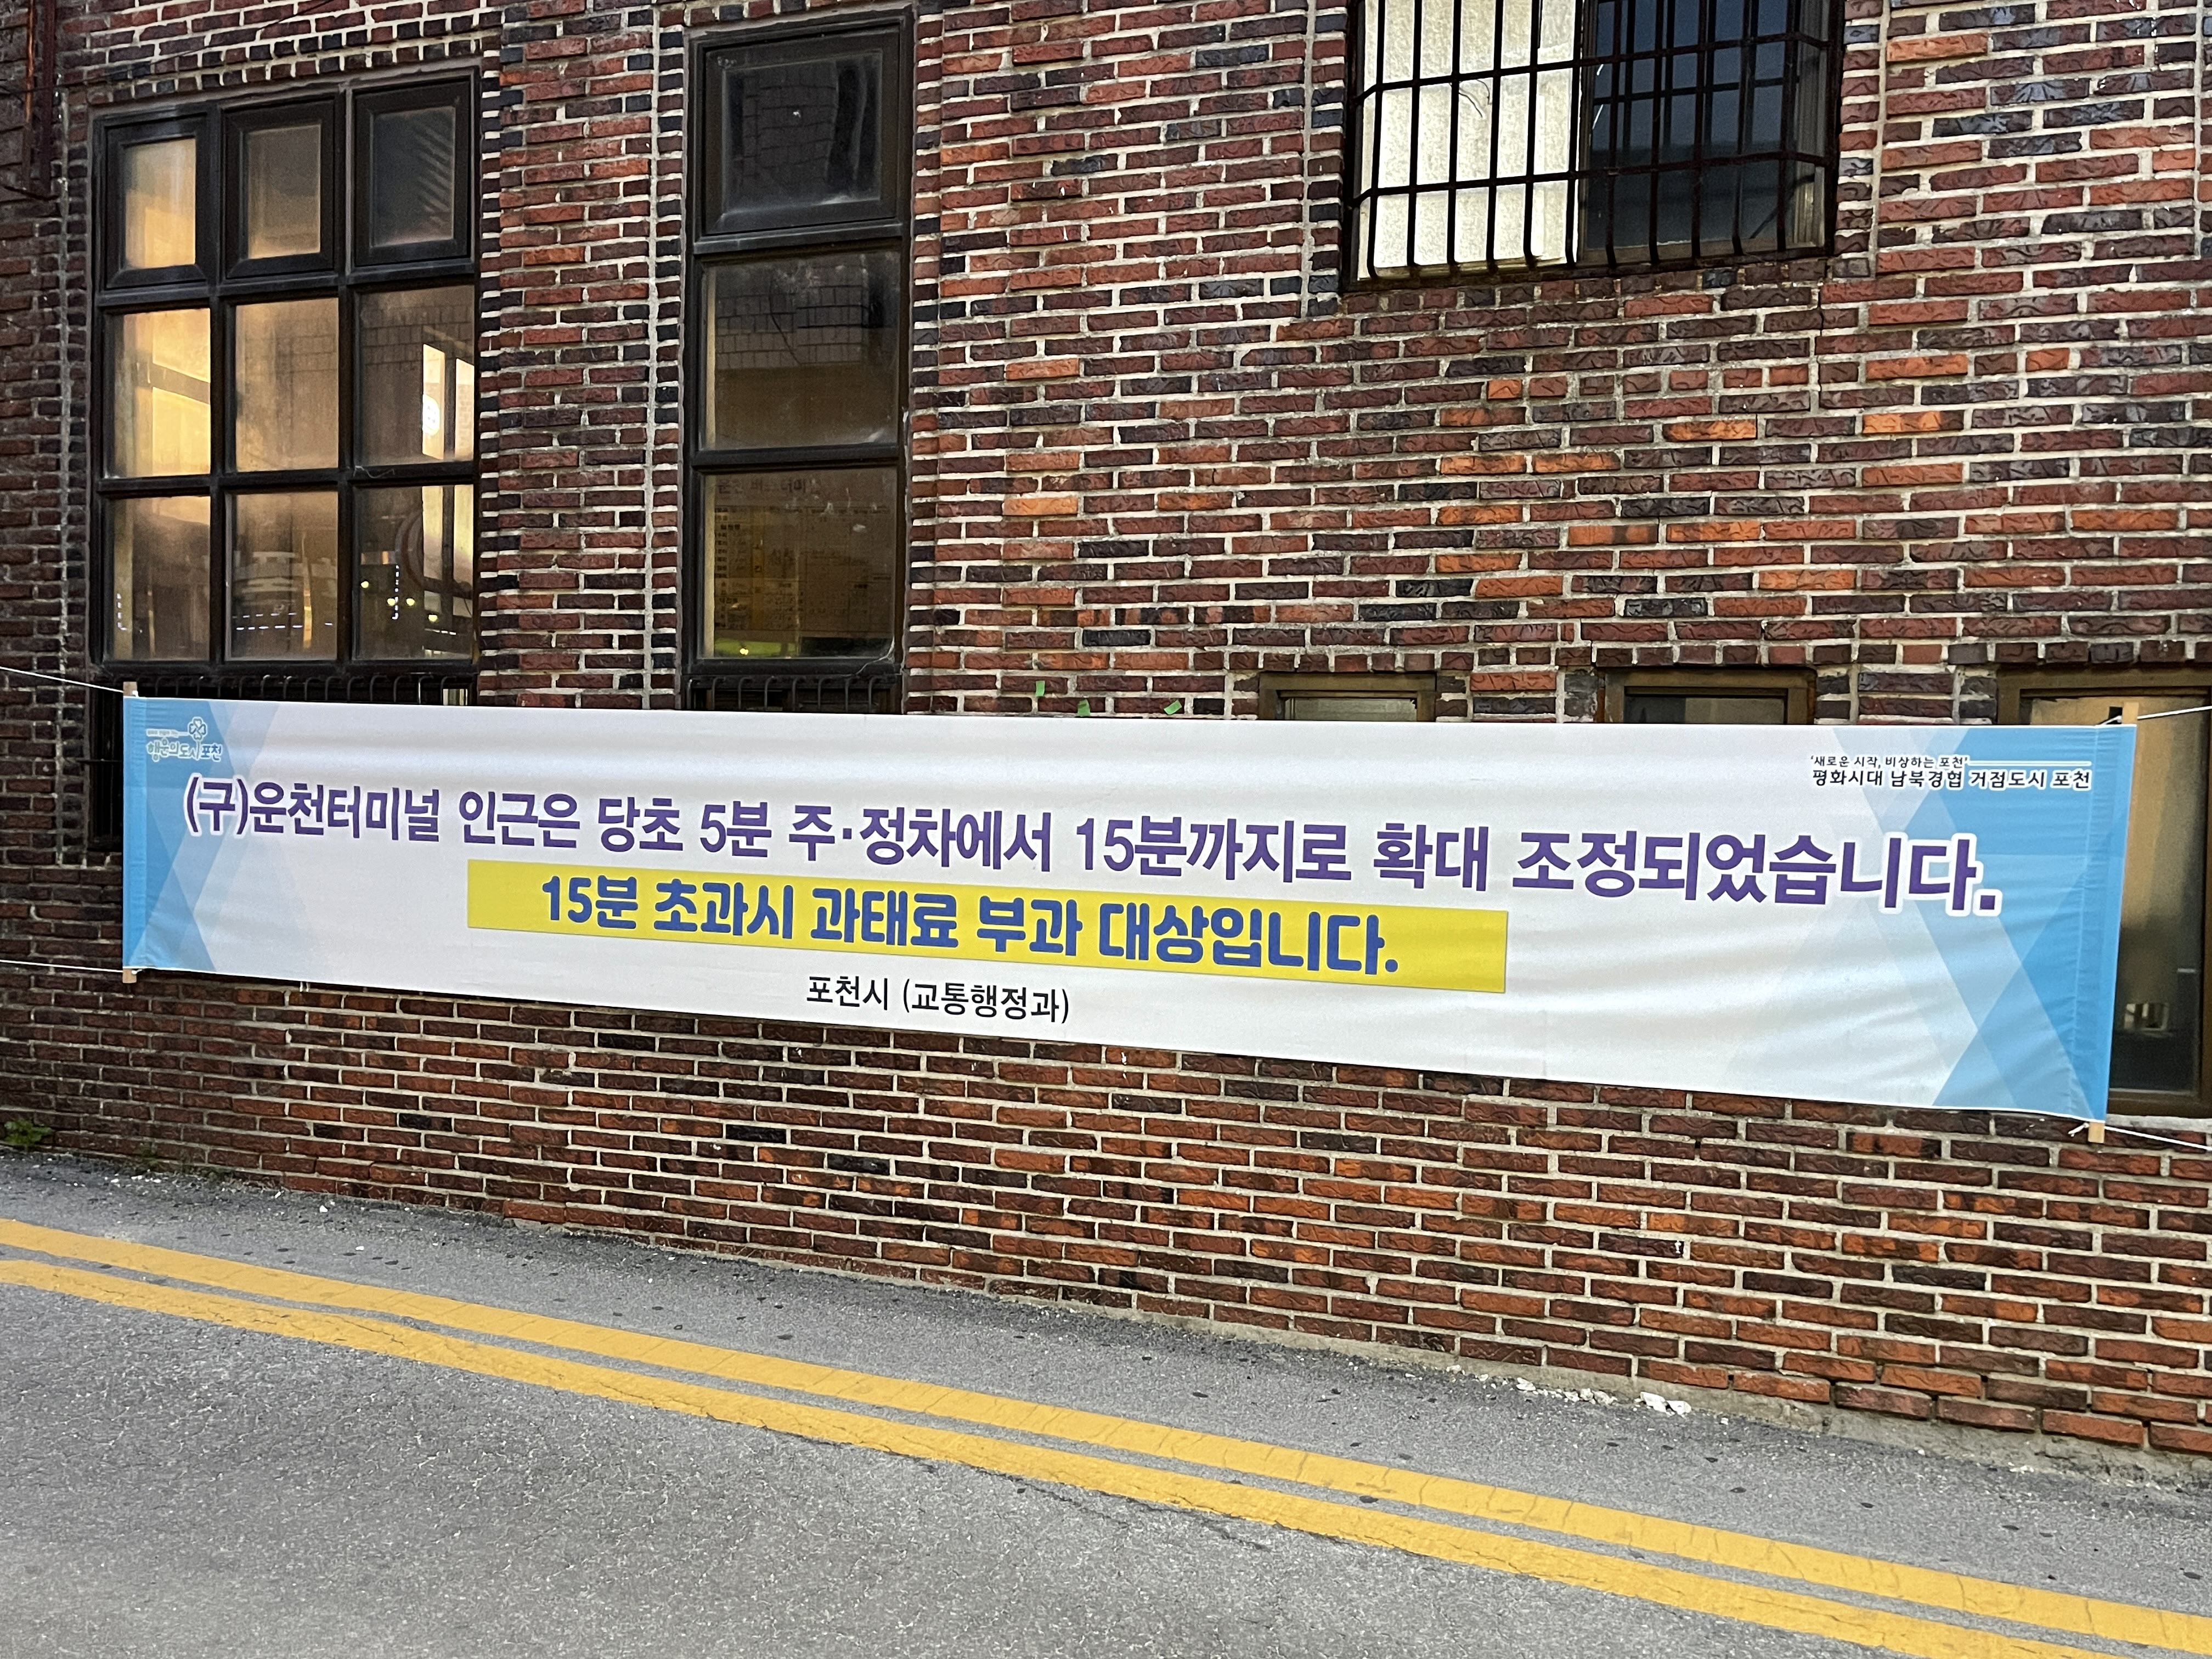 행운의도시포천
'새로운 시작, 비상하는 포천'
평화시대 남북경협 거점도시 포천
(구)운천터미널 인근은 당초 5분 주·정차에서 15분까지로 확대 조정되었습니다.
15분 초과시 과태료 부과 대상입니다.
포천시 (교통행정과)